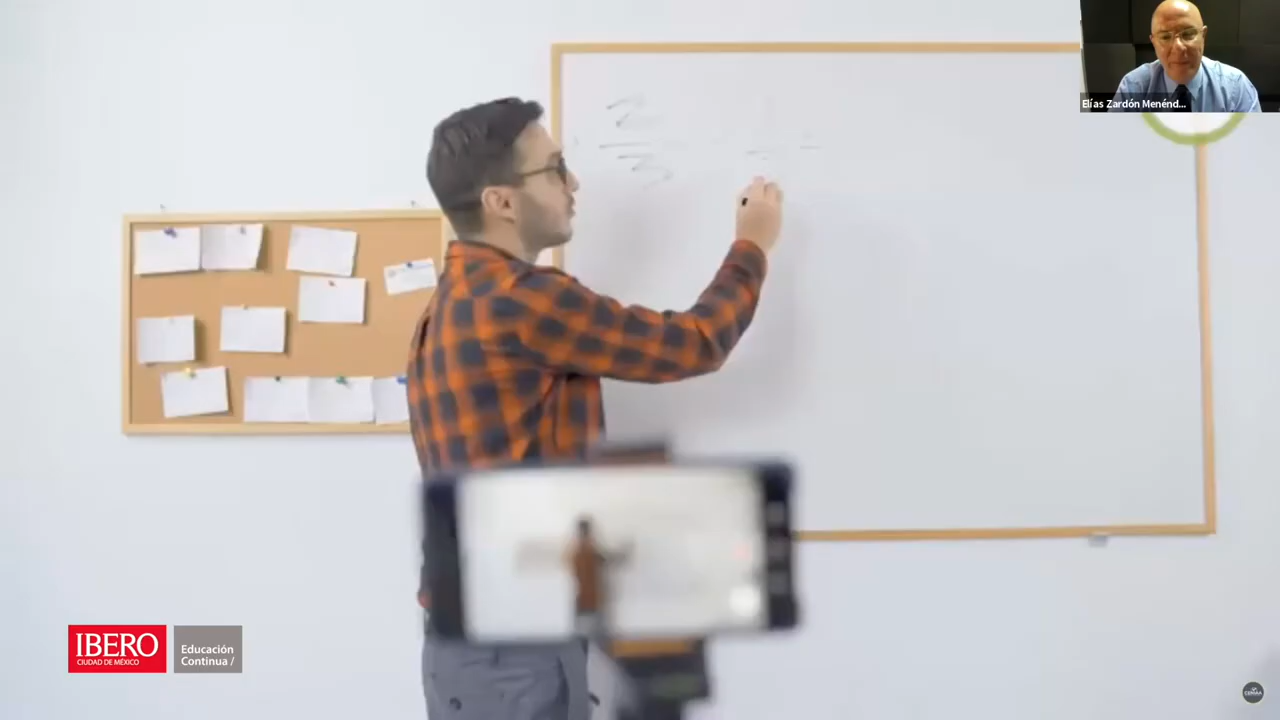 Elías Zardón Menénd...
IBERO
CIUDAD DE MÉXICO
Educación
Continua /